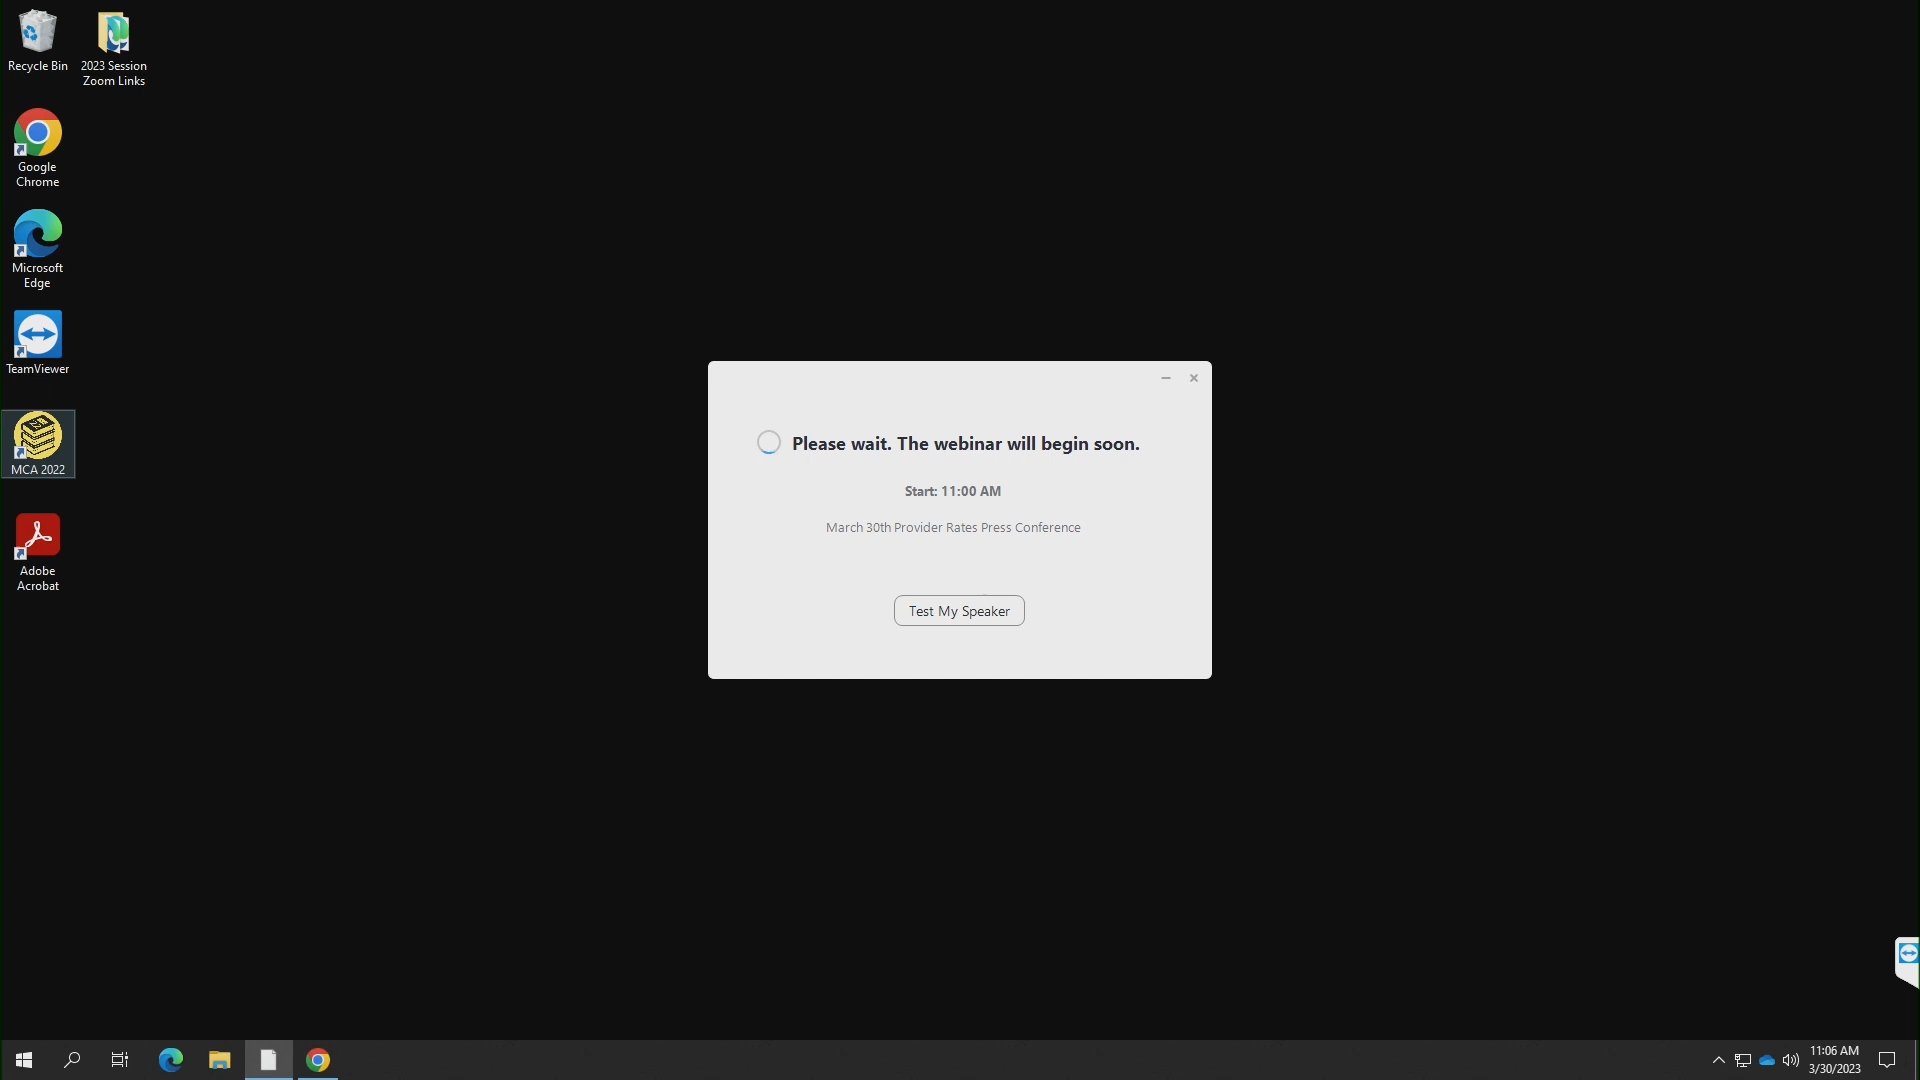 Recycle Bin
2023 Session
Zoom Links
Google
Chrome
Microsoft
Edge
TeamViewer
MCA 2022
Adobe
Acrobat
Please wait. The webinar will begin soon.
Start: 11:00 AM
March 30th Provider Rates Press Conference
Test My Speaker
11:06 AM
3/30/2023